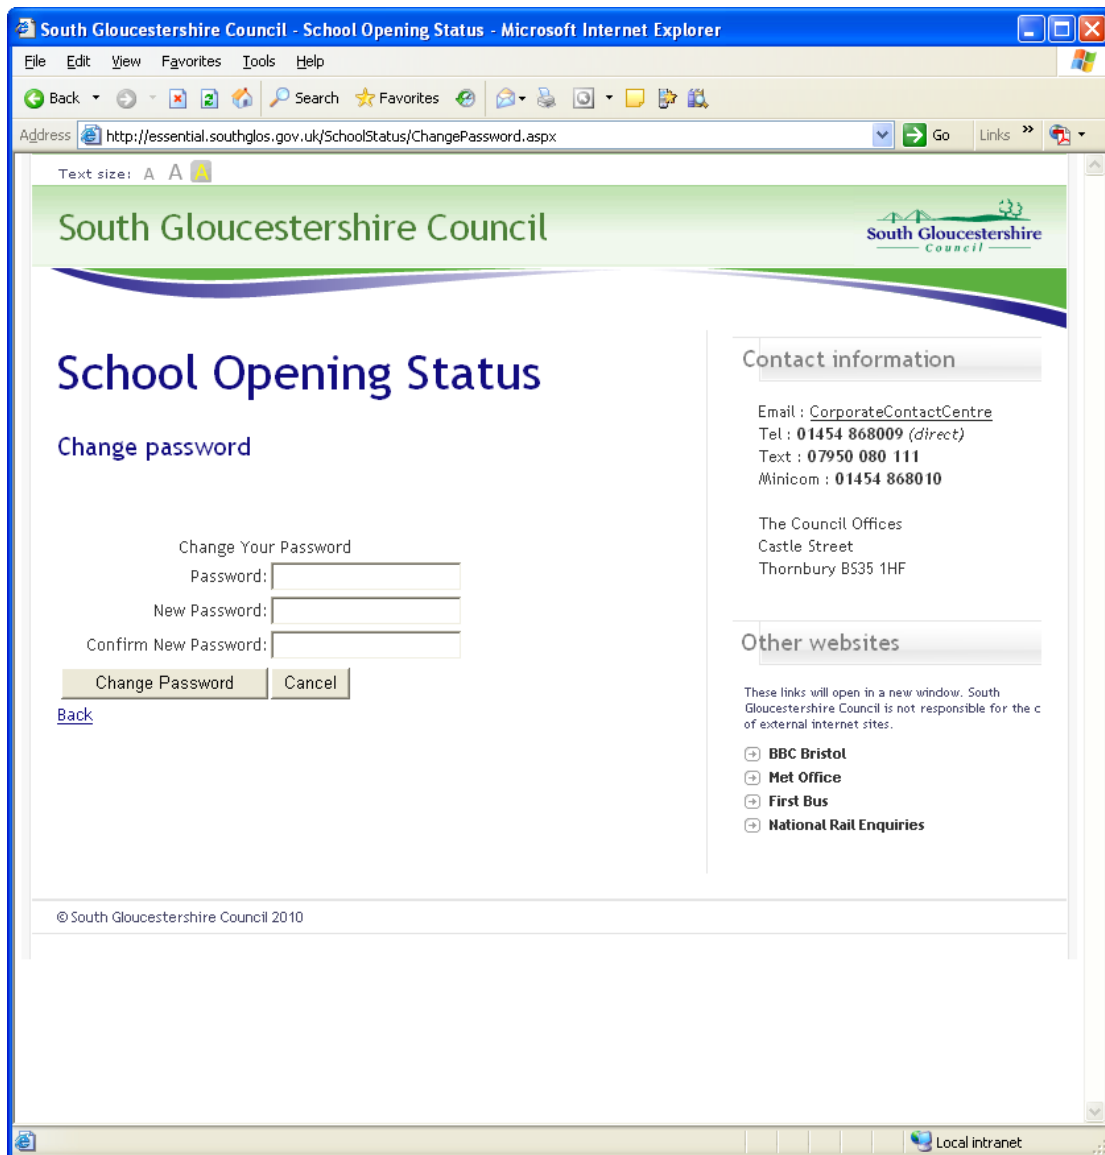 South Gloucestershire Council - School Opening Status - Microsoft Internet Explorer
File Edit View Favorites Tools Help
Back Search Favorites
Address http://essential.southglos.gov.uk/SchoolStatus/ChangePassword.aspx Go Links »
Text size: A A A
South Gloucestershire Council
South Gloucestershire
Council
School Opening Status
Change password
Change Your Password
Password:
New Password:
Confirm New Password:
Change Password Cancel
Back
Contact information
Email : CorporateContactCentre
Tel : 01454 868009 (direct)
Text : 07950 080 111
Minicom : 01454 868010
The Council Offices
Castle Street
Thornbury BS35 1HF
Other websites
These links will open in a new window. South
Gloucestershire Council is not responsible for the c
of external internet sites.
BBC Bristol
Met Office
First Bus
National Rail Enquiries
© South Gloucestershire Council 2010
Local intranet